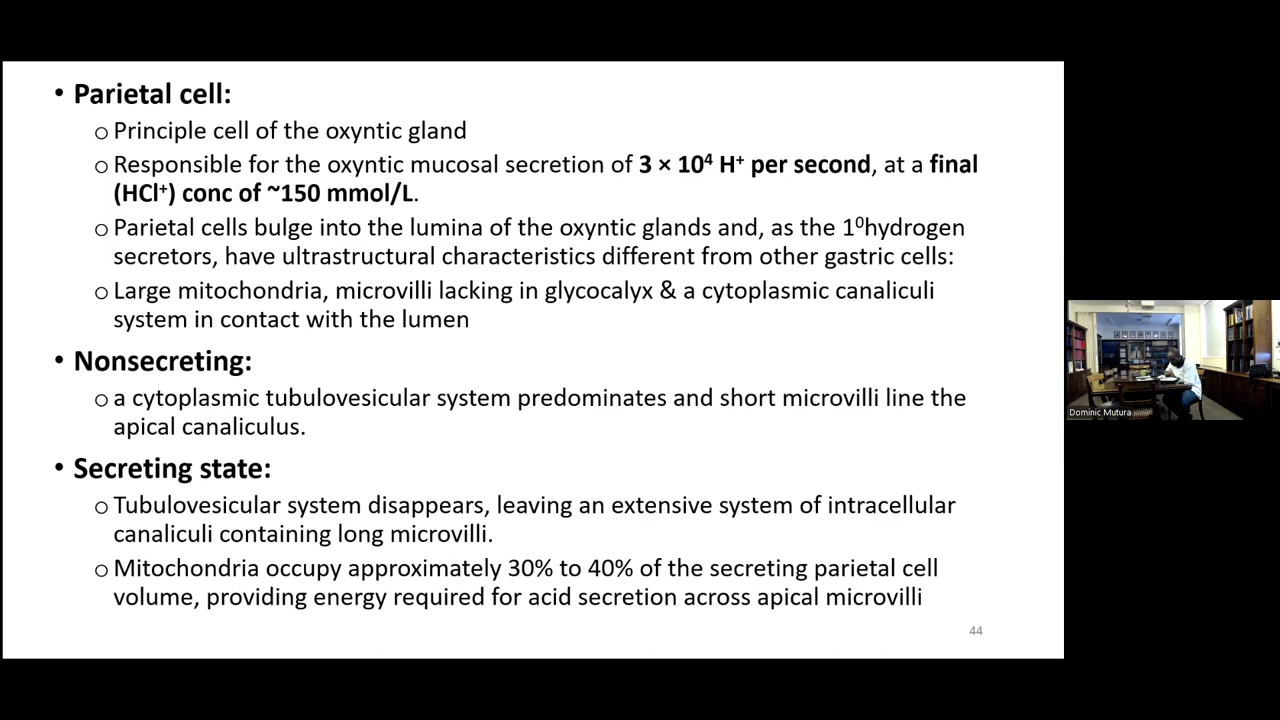 • Parietal cell:
o Principle cell of the oxyntic gland
o Responsible for the oxyntic mucosal secretion of 3 × 10⁴ H⁺ per second, at a final
(HCl⁺) conc of ~150 mmol/L.
o Parietal cells bulge into the lumina of the oxyntic glands and, as the 1⁰hydrogen
secretors, have ultrastructural characteristics different from other gastric cells:
o Large mitochondria, microvilli lacking in glycocalyx & a cytoplasmic canaliculi
system in contact with the lumen
• Nonsecreting:
o a cytoplasmic tubulovesicular system predominates and short microvilli line the
apical canaliculus.
• Secreting state:
o Tubulovesicular system disappears, leaving an extensive system of intracellular
canaliculi containing long microvilli.
o Mitochondria occupy approximately 30% to 40% of the secreting parietal cell
volume, providing energy required for acid secretion across apical microvilli
44
Dominic Mutura